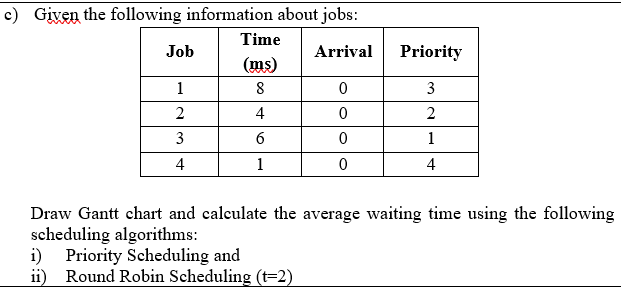 c) Given the following information about jobs:
Job Time (ms) Arrival Priority
1 8 0 3
2 4 0 2
3 6 0 1
4 1 0 4
Draw Gantt chart and calculate the average waiting time using the following
scheduling algorithms:
i) Priority Scheduling and
ii) Round Robin Scheduling (t=2)